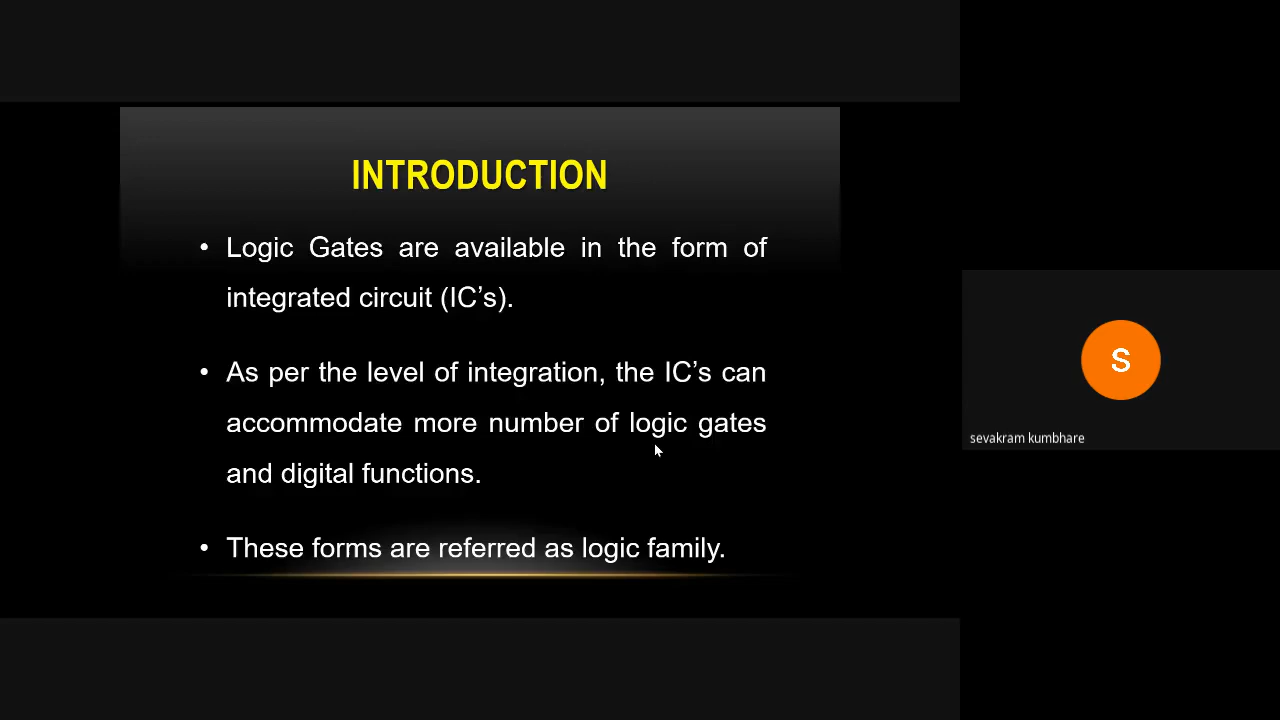 INTRODUCTION
• Logic Gates are available in the form of
integrated circuit (IC’s).
• As per the level of integration, the IC’s can
accommodate more number of logic gates
and digital functions.
• These forms are referred as logic family.
S
sevakram kumbhare